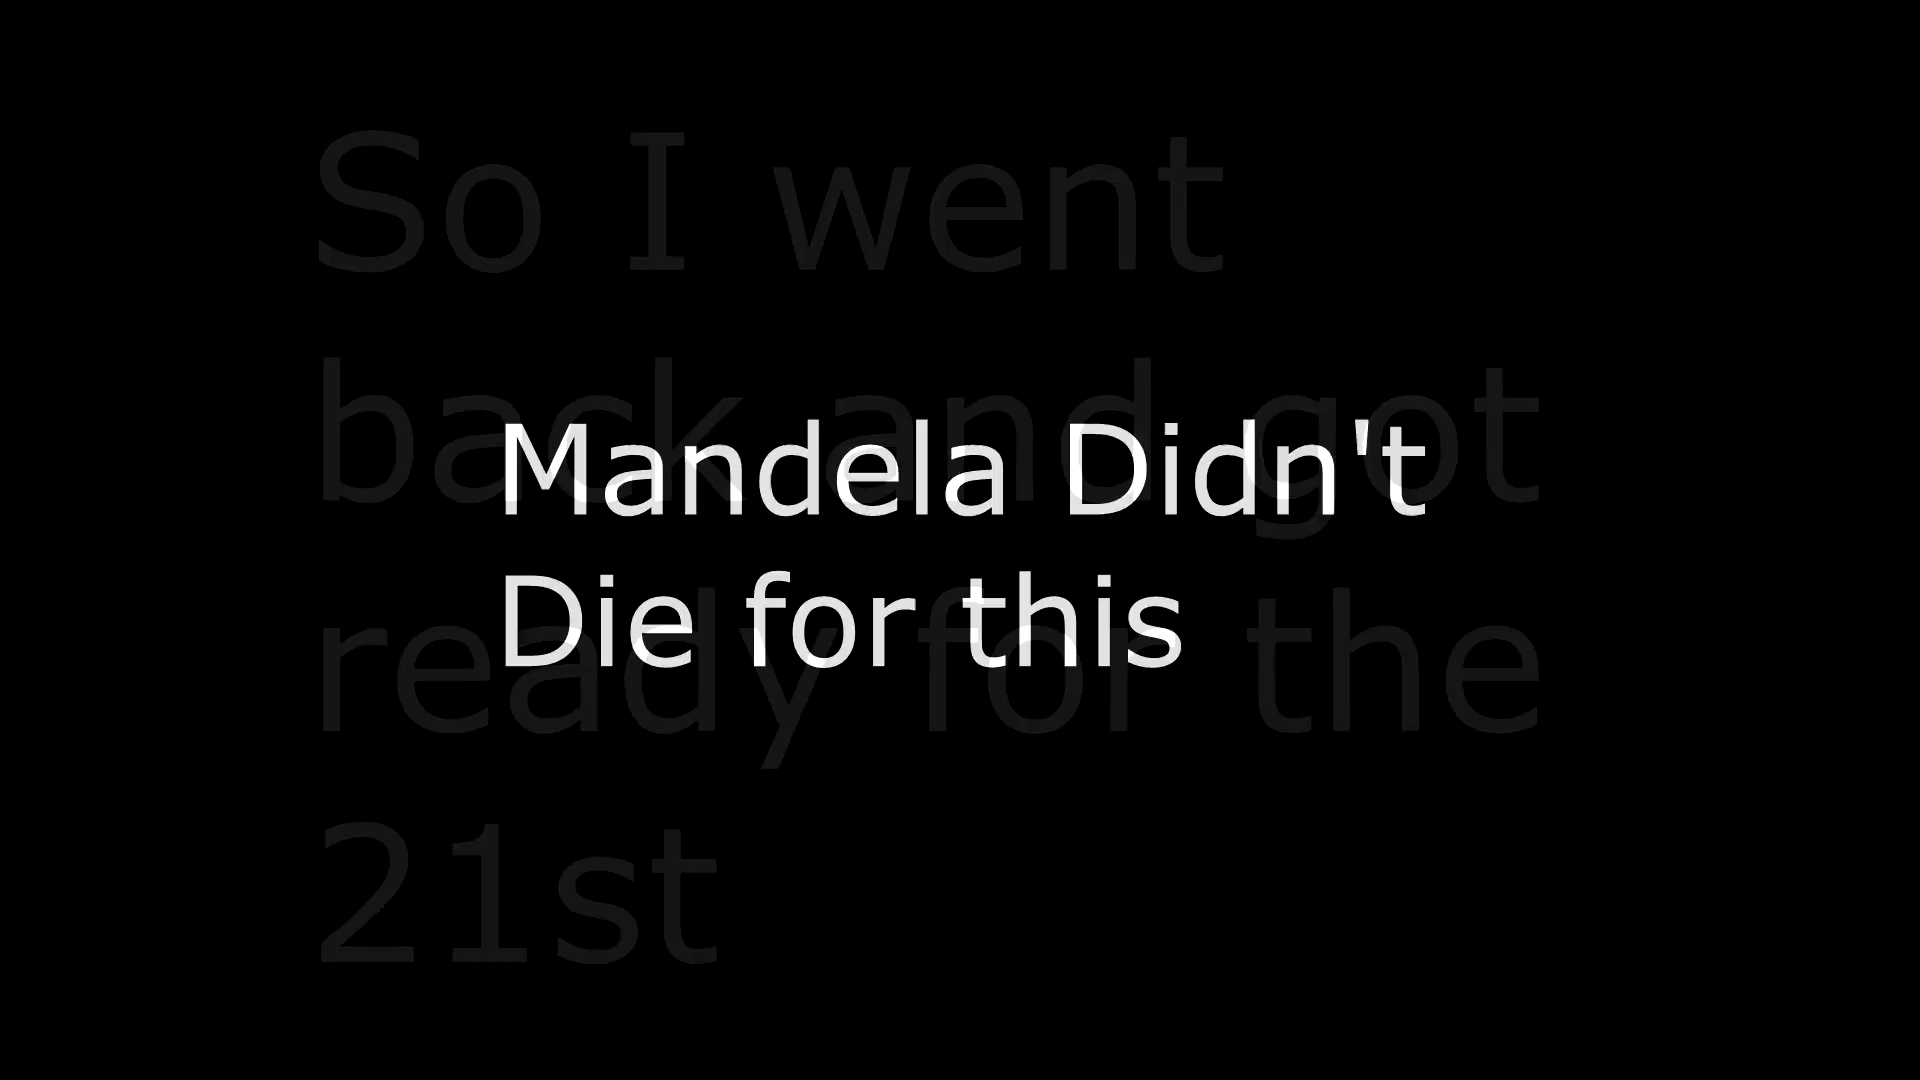 So I went
back and got
ready for the
21st
Mandela Didn't
Die for this